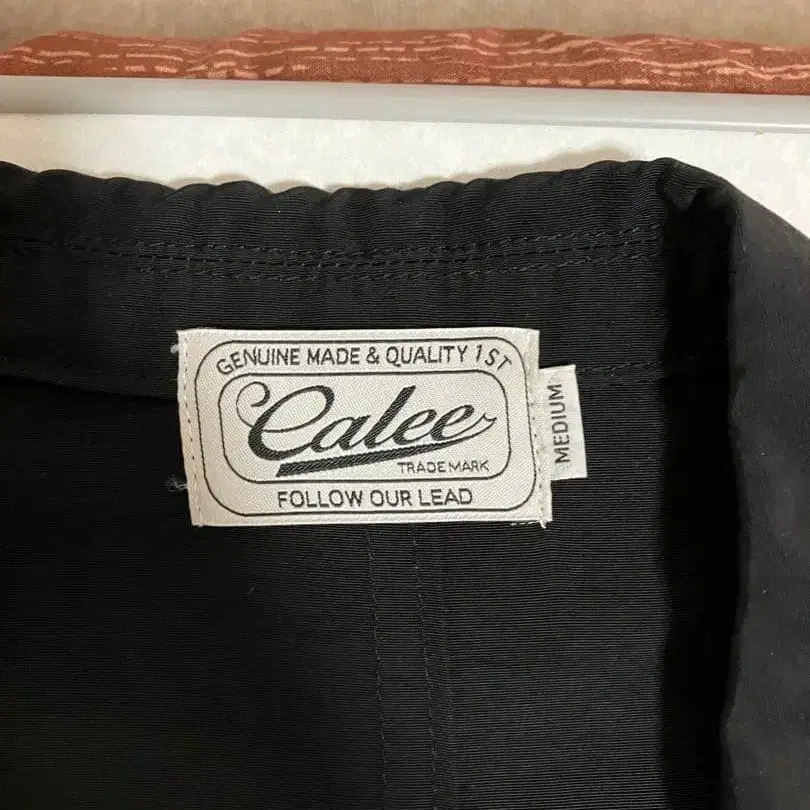 GENUINE MADE & QUALITY 1ST
Calee
TRADE MARK
FOLLOW OUR LEAD
MEDIUM